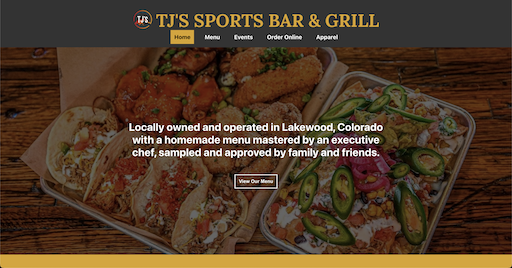 TJ'S
TJ'S SPORTS BAR & GRILL
Home Menu Events Order Online Apparel
Locally owned and operated in Lakewood, Colorado
with a homemade menu mastered by an executive
chef, sampled and approved by family and friends.
View Our Menu